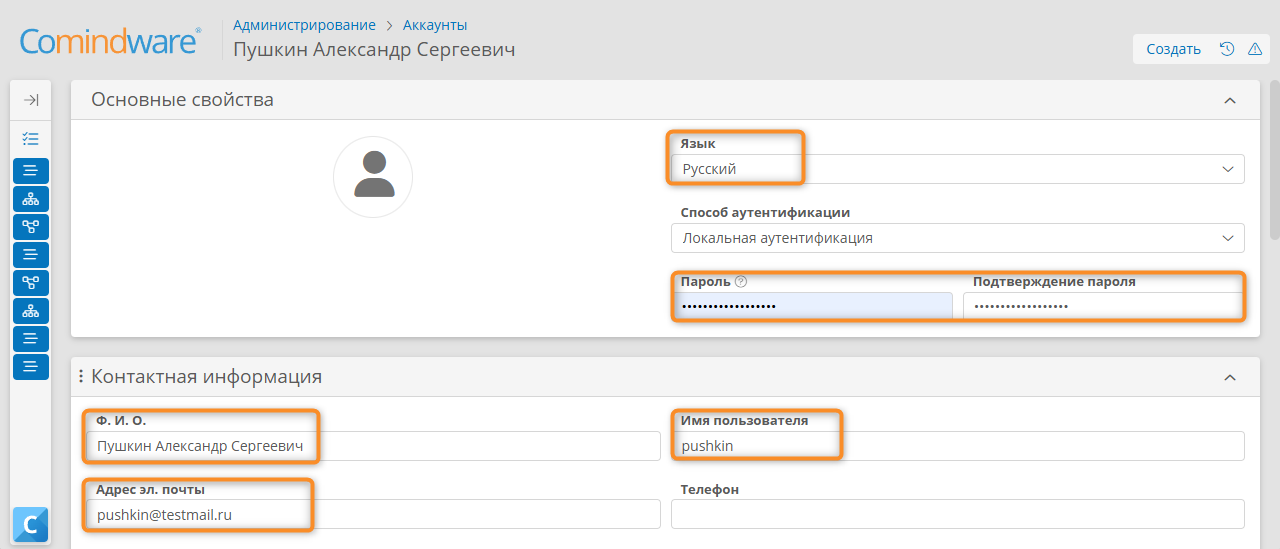 Comindware®
Администрирование > Аккаунты
Пушкин Александр Сергеевич
Создать
Основные свойства
Язык
Русский
Способ аутентификации
Локальная аутентификация
Пароль ?
Подтверждение пароля
•••••••••••••••••
•••••••••••••••••
Контактная информация
Ф. И. О.
Имя пользователя
Пушкин Александр Сергеевич
pushkin
Адрес эл. почты
Телефон
pushkin@testmail.ru
C